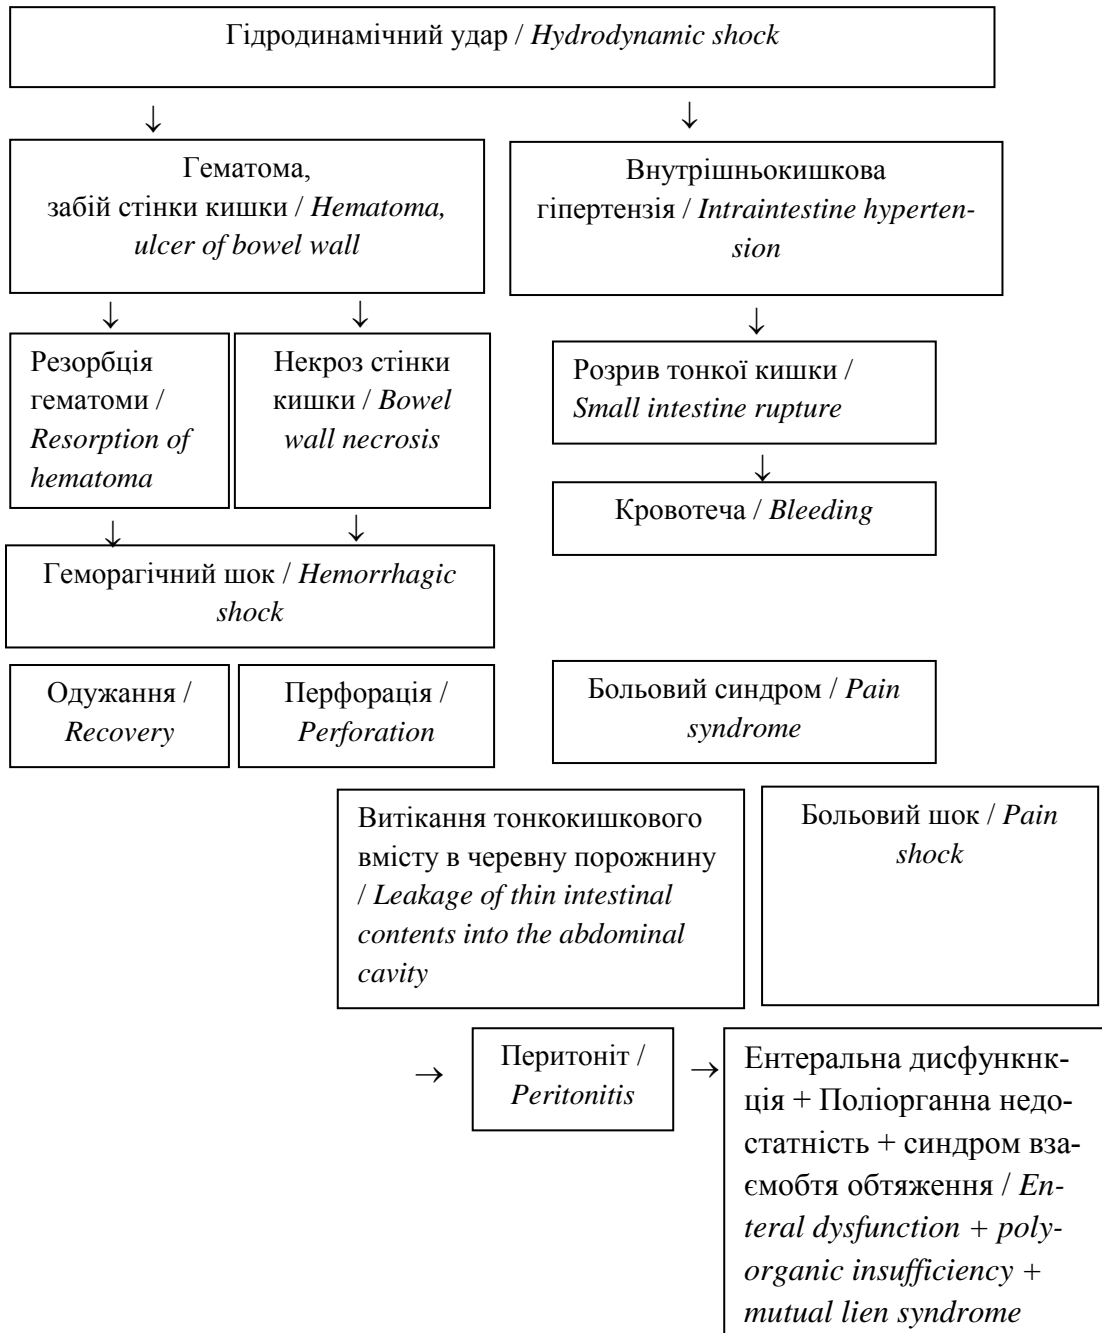 Гідродинамічний удар / Hydrodynamic shock
↓
↓
Гематома,
забій стінки кишки / Hematoma,
ulcer of bowel wall
Внутрішньокишкова
гіпертензія / Intraintestine hyperten-
sion
↓
↓
↓
Резорбція
гематоми /
Resorption of
hematoma
Некроз стінки
кишки / Bowel
wall necrosis
Розрив тонкої кишки /
Small intestine rupture
↓
Кровотеча / Bleeding
↓
↓
Геморагічний шок / Hemorrhagic
shock
Одужання /
Recovery
Перфорація /
Perforation
Больовий синдром / Pain
syndrome
Витікання тонкокишкового
вмісту в черевну порожнину
/ Leakage of thin intestinal
contents into the abdominal
cavity
Больовий шок / Pain
shock
→
Перитоніт /
Peritonitis
→
Ентеральна дисфункнк-
ція + Поліорганна недо-
статність + синдром вза-
ємобтя обтяження / En-
teral dysfunction + poly-
organic insufficiency +
mutual lien syndrome